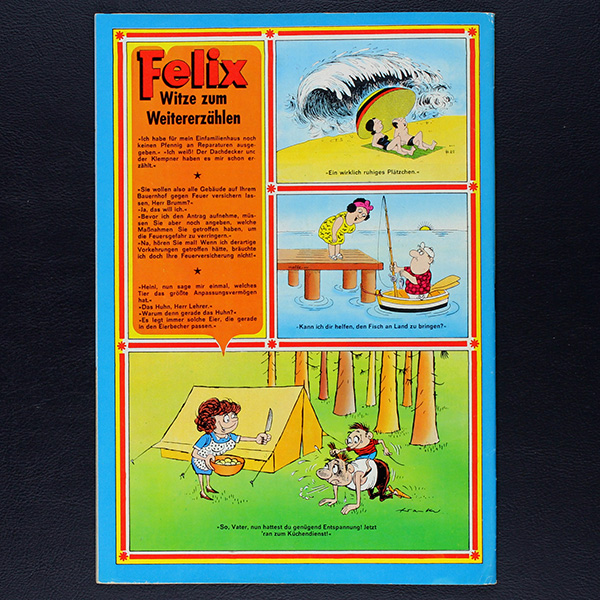 Felix
Witze zum
Weitererzählen
»Ich habe für mein Einfamilienhaus noch
keinen Pfennig an Reparaturen ausge-
geben.« »Ich weiß! Der Dachdecker und
der Klempner haben es mir schon er-
zählt.«
»Sie wollen also alle Gebäude auf Ihrem
Bauernhof gegen Feuer versichern las-
sen, Herr Brumm?«
»Ja, das will ich.«
»Bevor ich den Antrag aufnehme, müs-
sen Sie aber noch angeben, welche
Maßnahmen Sie getroffen haben, um
die Feuersgefahr zu verringern.«
»Na, hören Sie mal! Wenn ich derartige
Vorkehrungen getroffen hätte, bräuchte
ich doch Ihre Feuerversicherung nicht!«
»Heini, nun sage mir einmal, welches
Tier das größte Anpassungsvermögen
hat.«
»Das Huhn, Herr Lehrer.«
»Warum denn gerade das Huhn?«
»Es legt immer solche Eier, die gerade
in den Eierbecher passen.«
»Ein wirklich ruhiges Plätzchen.«
»Kann ich dir helfen, den Fisch an Land zu bringen?«
»So, Vater, nun hattest du genügend Entspannung! Jetzt
'ran zum Küchendienst!«